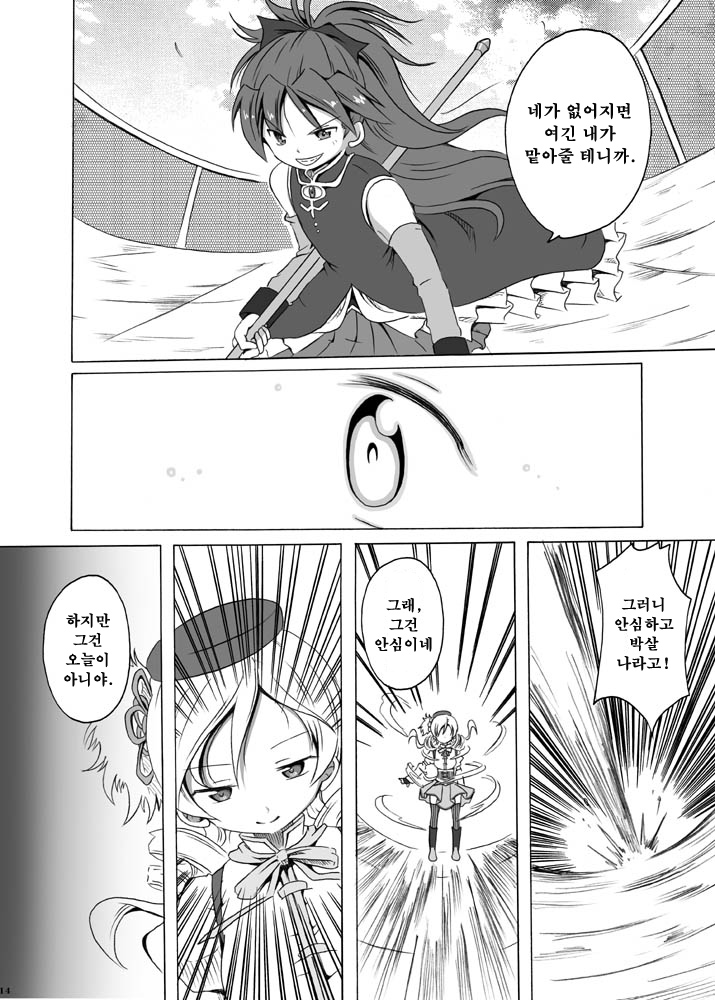 네가 없어지면
여긴 내가
맡아줄 테니까.
그러니
안심하고
박살
나라고!
그래,
그건
안심이네
하지만
그건
오늘이
아니야.
14